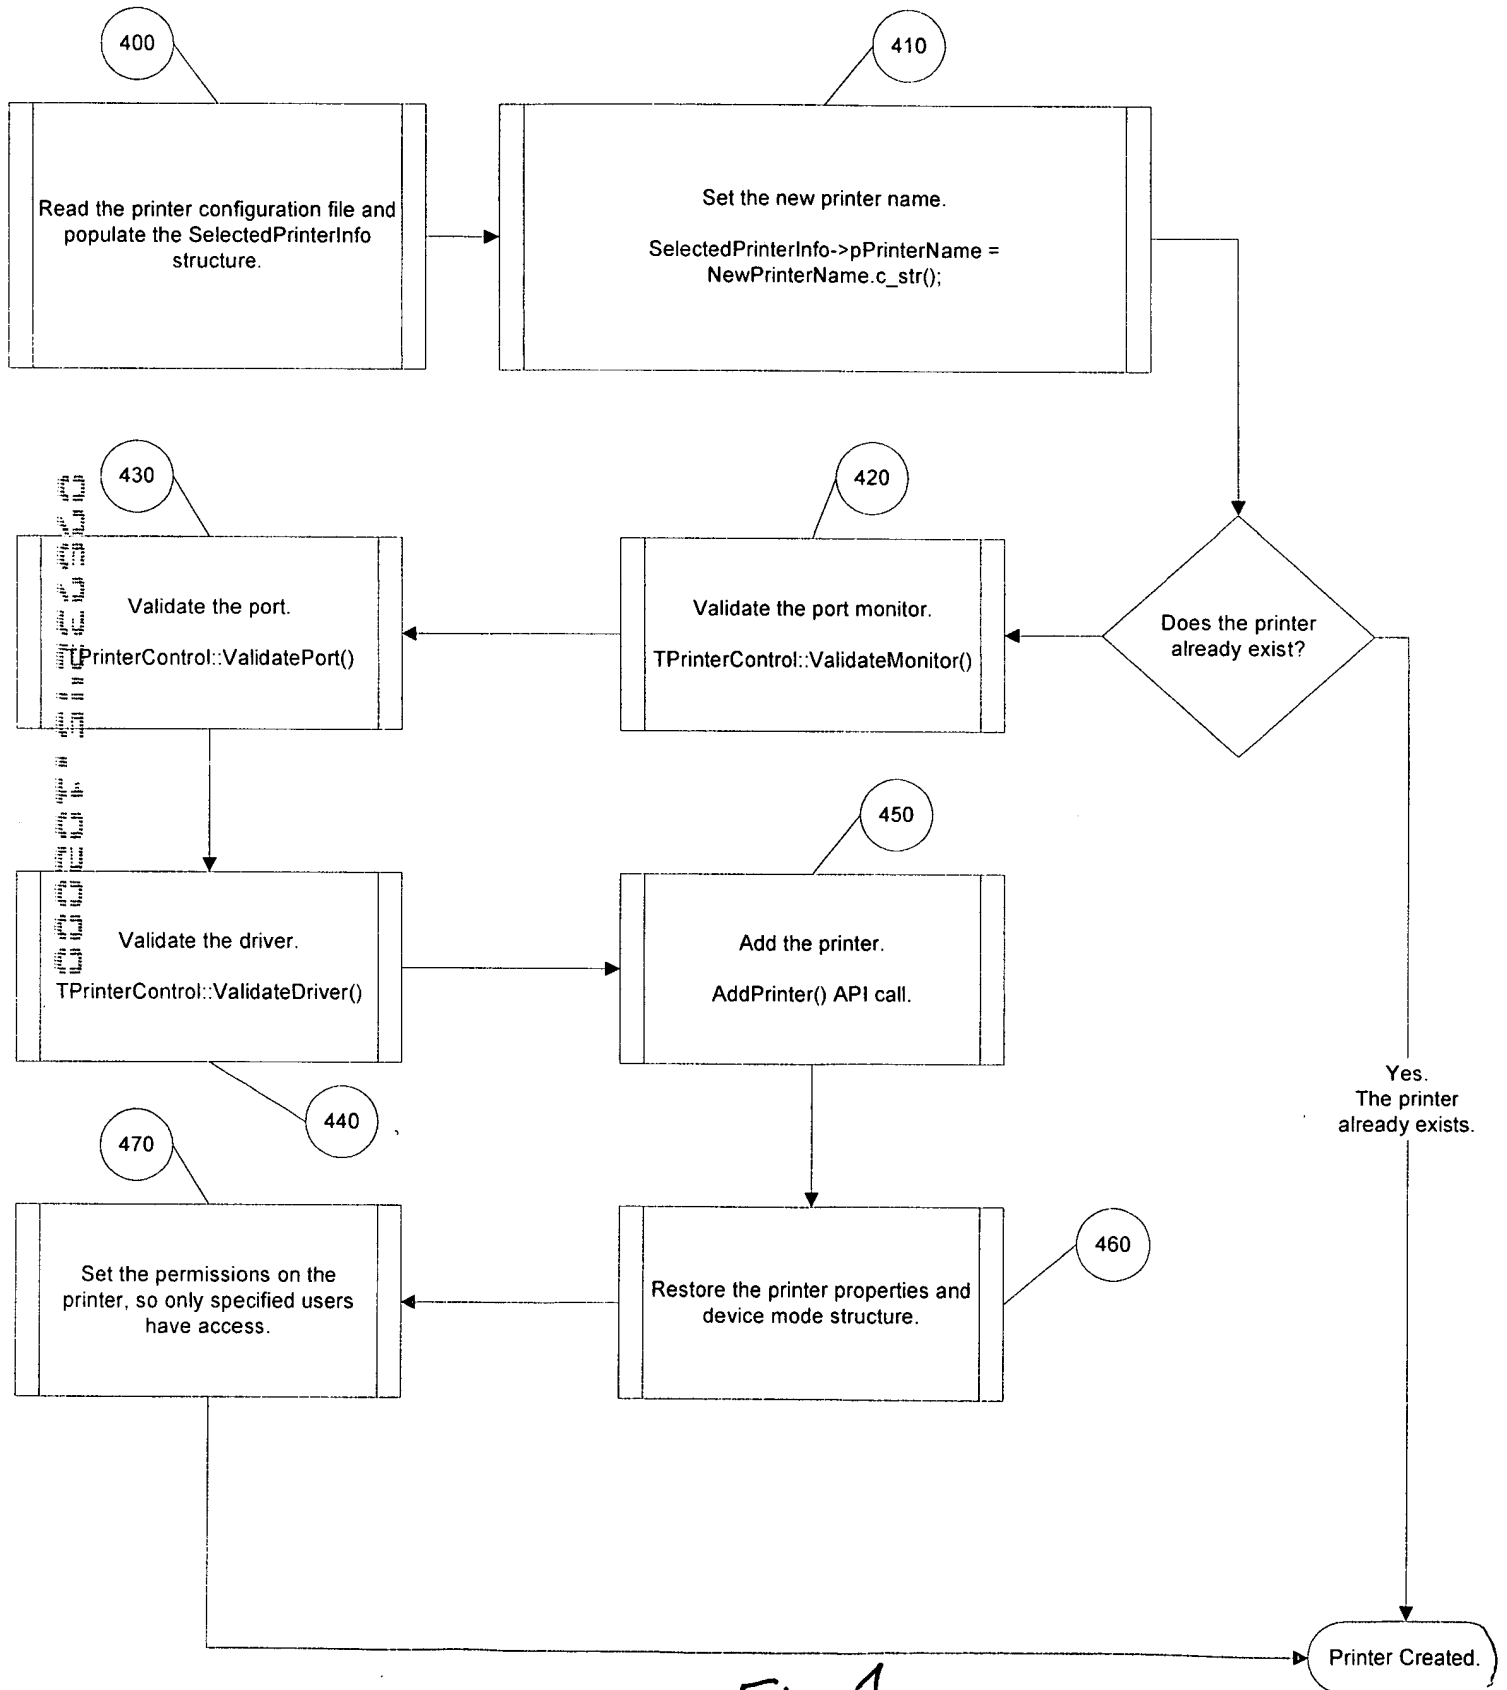 400
410
Read the printer configuration file and
populate the SelectedPrinterInfo
structure.
Set the new printer name.
SelectedPrinterInfo->pPrinterName =
NewPrinterName.c_str();
430
420
Validate the port.
TPrinterControl::ValidatePort()
Validate the port monitor.
TPrinterControl::ValidateMonitor()
Does the printer
already exist?
450
Validate the driver.
TPrinterControl::ValidateDriver()
Add the printer.
AddPrinter() API call.
Yes.
The printer
already exists.
440
470
460
Set the permissions on the
printer, so only specified users
have access.
Restore the printer properties and
device mode structure.
Printer Created.